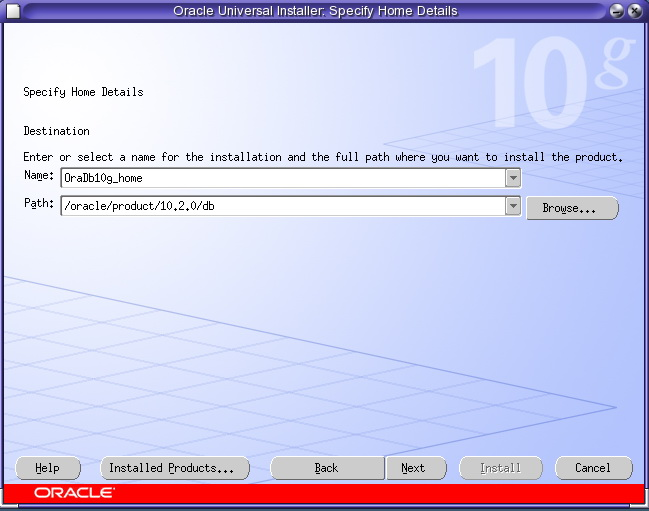 Oracle Universal Installer: Specify Home Details
10g
Specify Home Details
Destination
Enter or select a name for the installation and the full path where you want to install the product.
Name: OraDb10g_home
Path: /oracle/product/10.2.0/db Browse...
Help Installed Products... Back Next Install Cancel
ORACLE